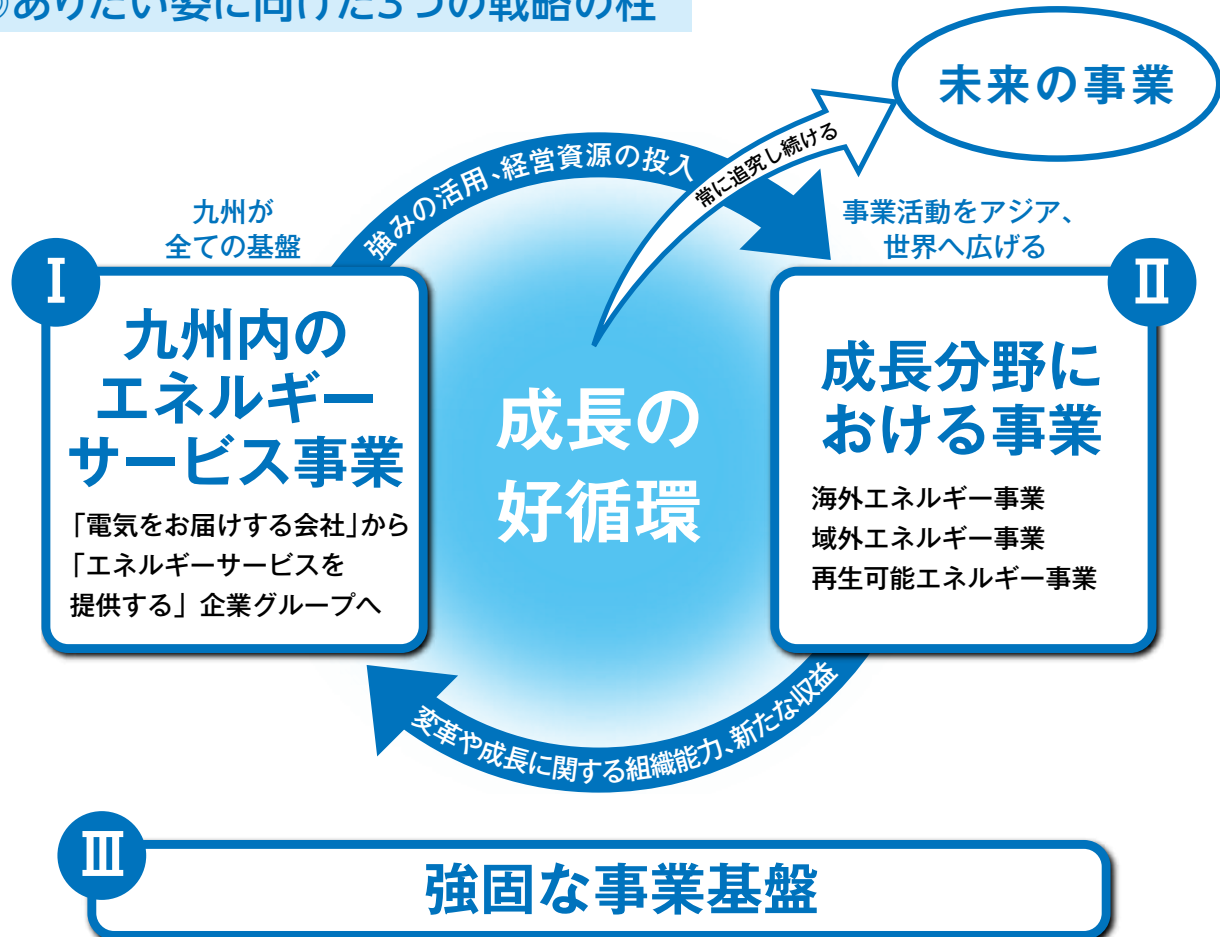 ありたい姿に向けた3つの戦略の柱
未来の事業
常に追究し続ける
強みの活用、経営資源の投入
九州が
全ての基盤
事業活動をアジア、
世界へ広げる
Ⅰ
九州内の
エネルギー
サービス事業
「電気をお届けする会社」から
「エネルギーサービスを
提供する」企業グループへ
成長の
好循環
Ⅱ
成長分野に
おける事業
海外エネルギー事業
域外エネルギー事業
再生可能エネルギー事業
変革や成長に関する組織能力、新たな収益
Ⅲ
強固な事業基盤